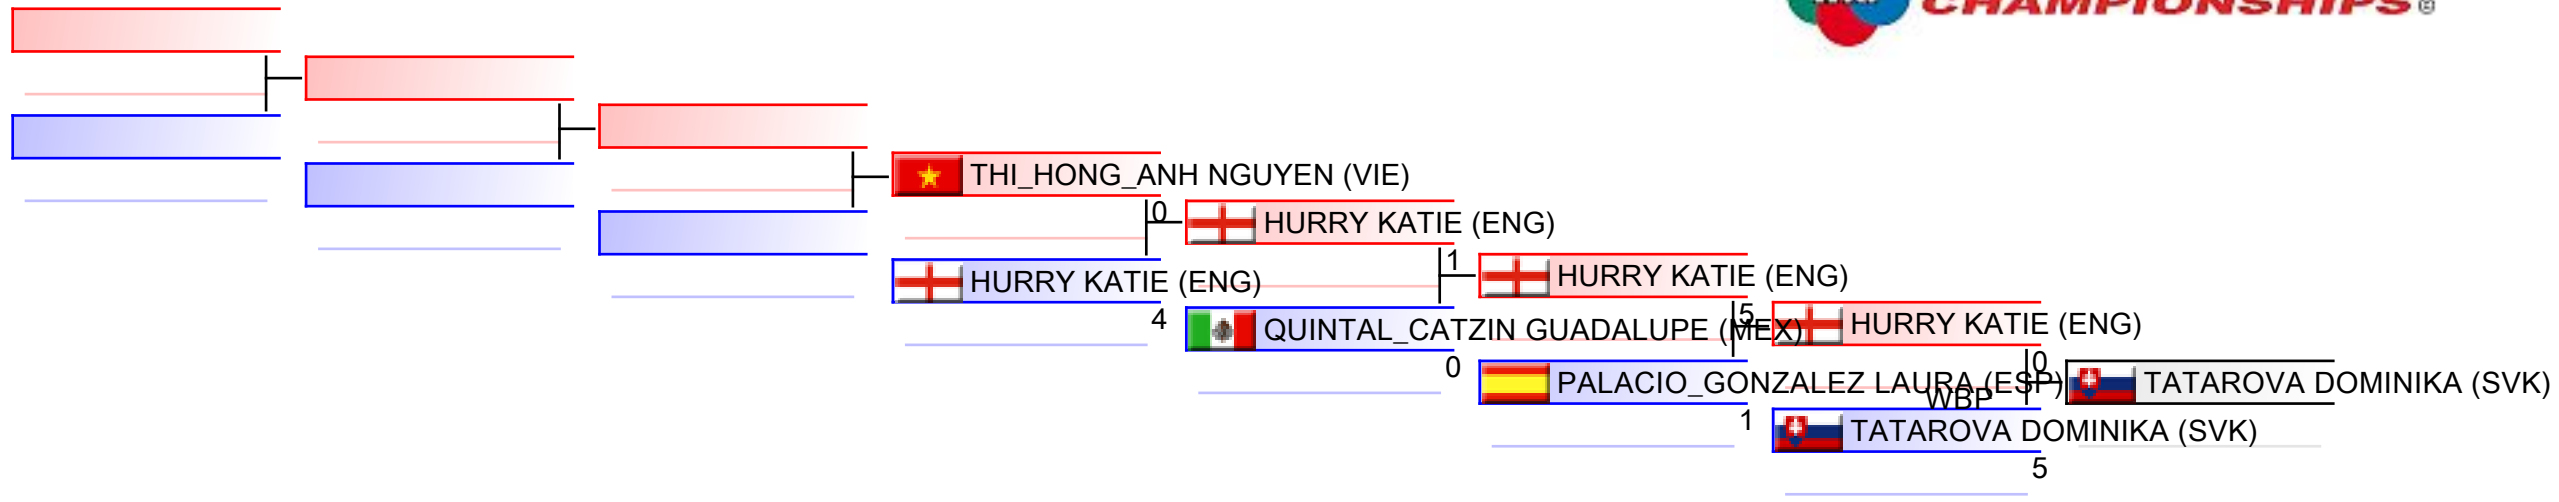 CHAMPIONSHIPS®
THI_HONG_ANH NGUYEN (VIE)
0
HURRY KATIE (ENG)
HURRY KATIE (ENG)
4
1
HURRY KATIE (ENG)
QUINTAL_CATZIN GUADALUPE (MEX)
0
5
HURRY KATIE (ENG)
PALACIO_GONZALEZ LAURA (ESP)
1
0
WBP
TATAROVA DOMINIKA (SVK)
TATAROVA DOMINIKA (SVK)
5